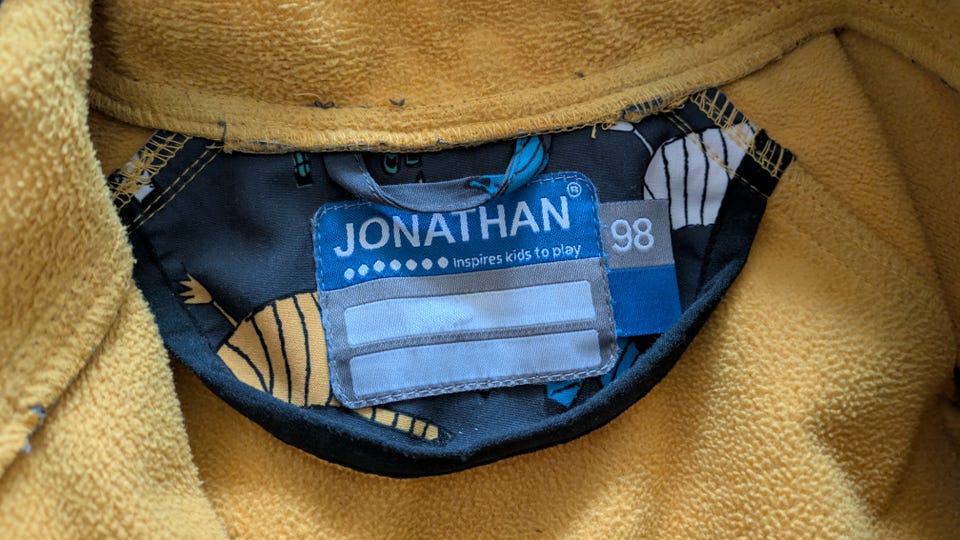 JONATHAN®
Inspires kids to play
98